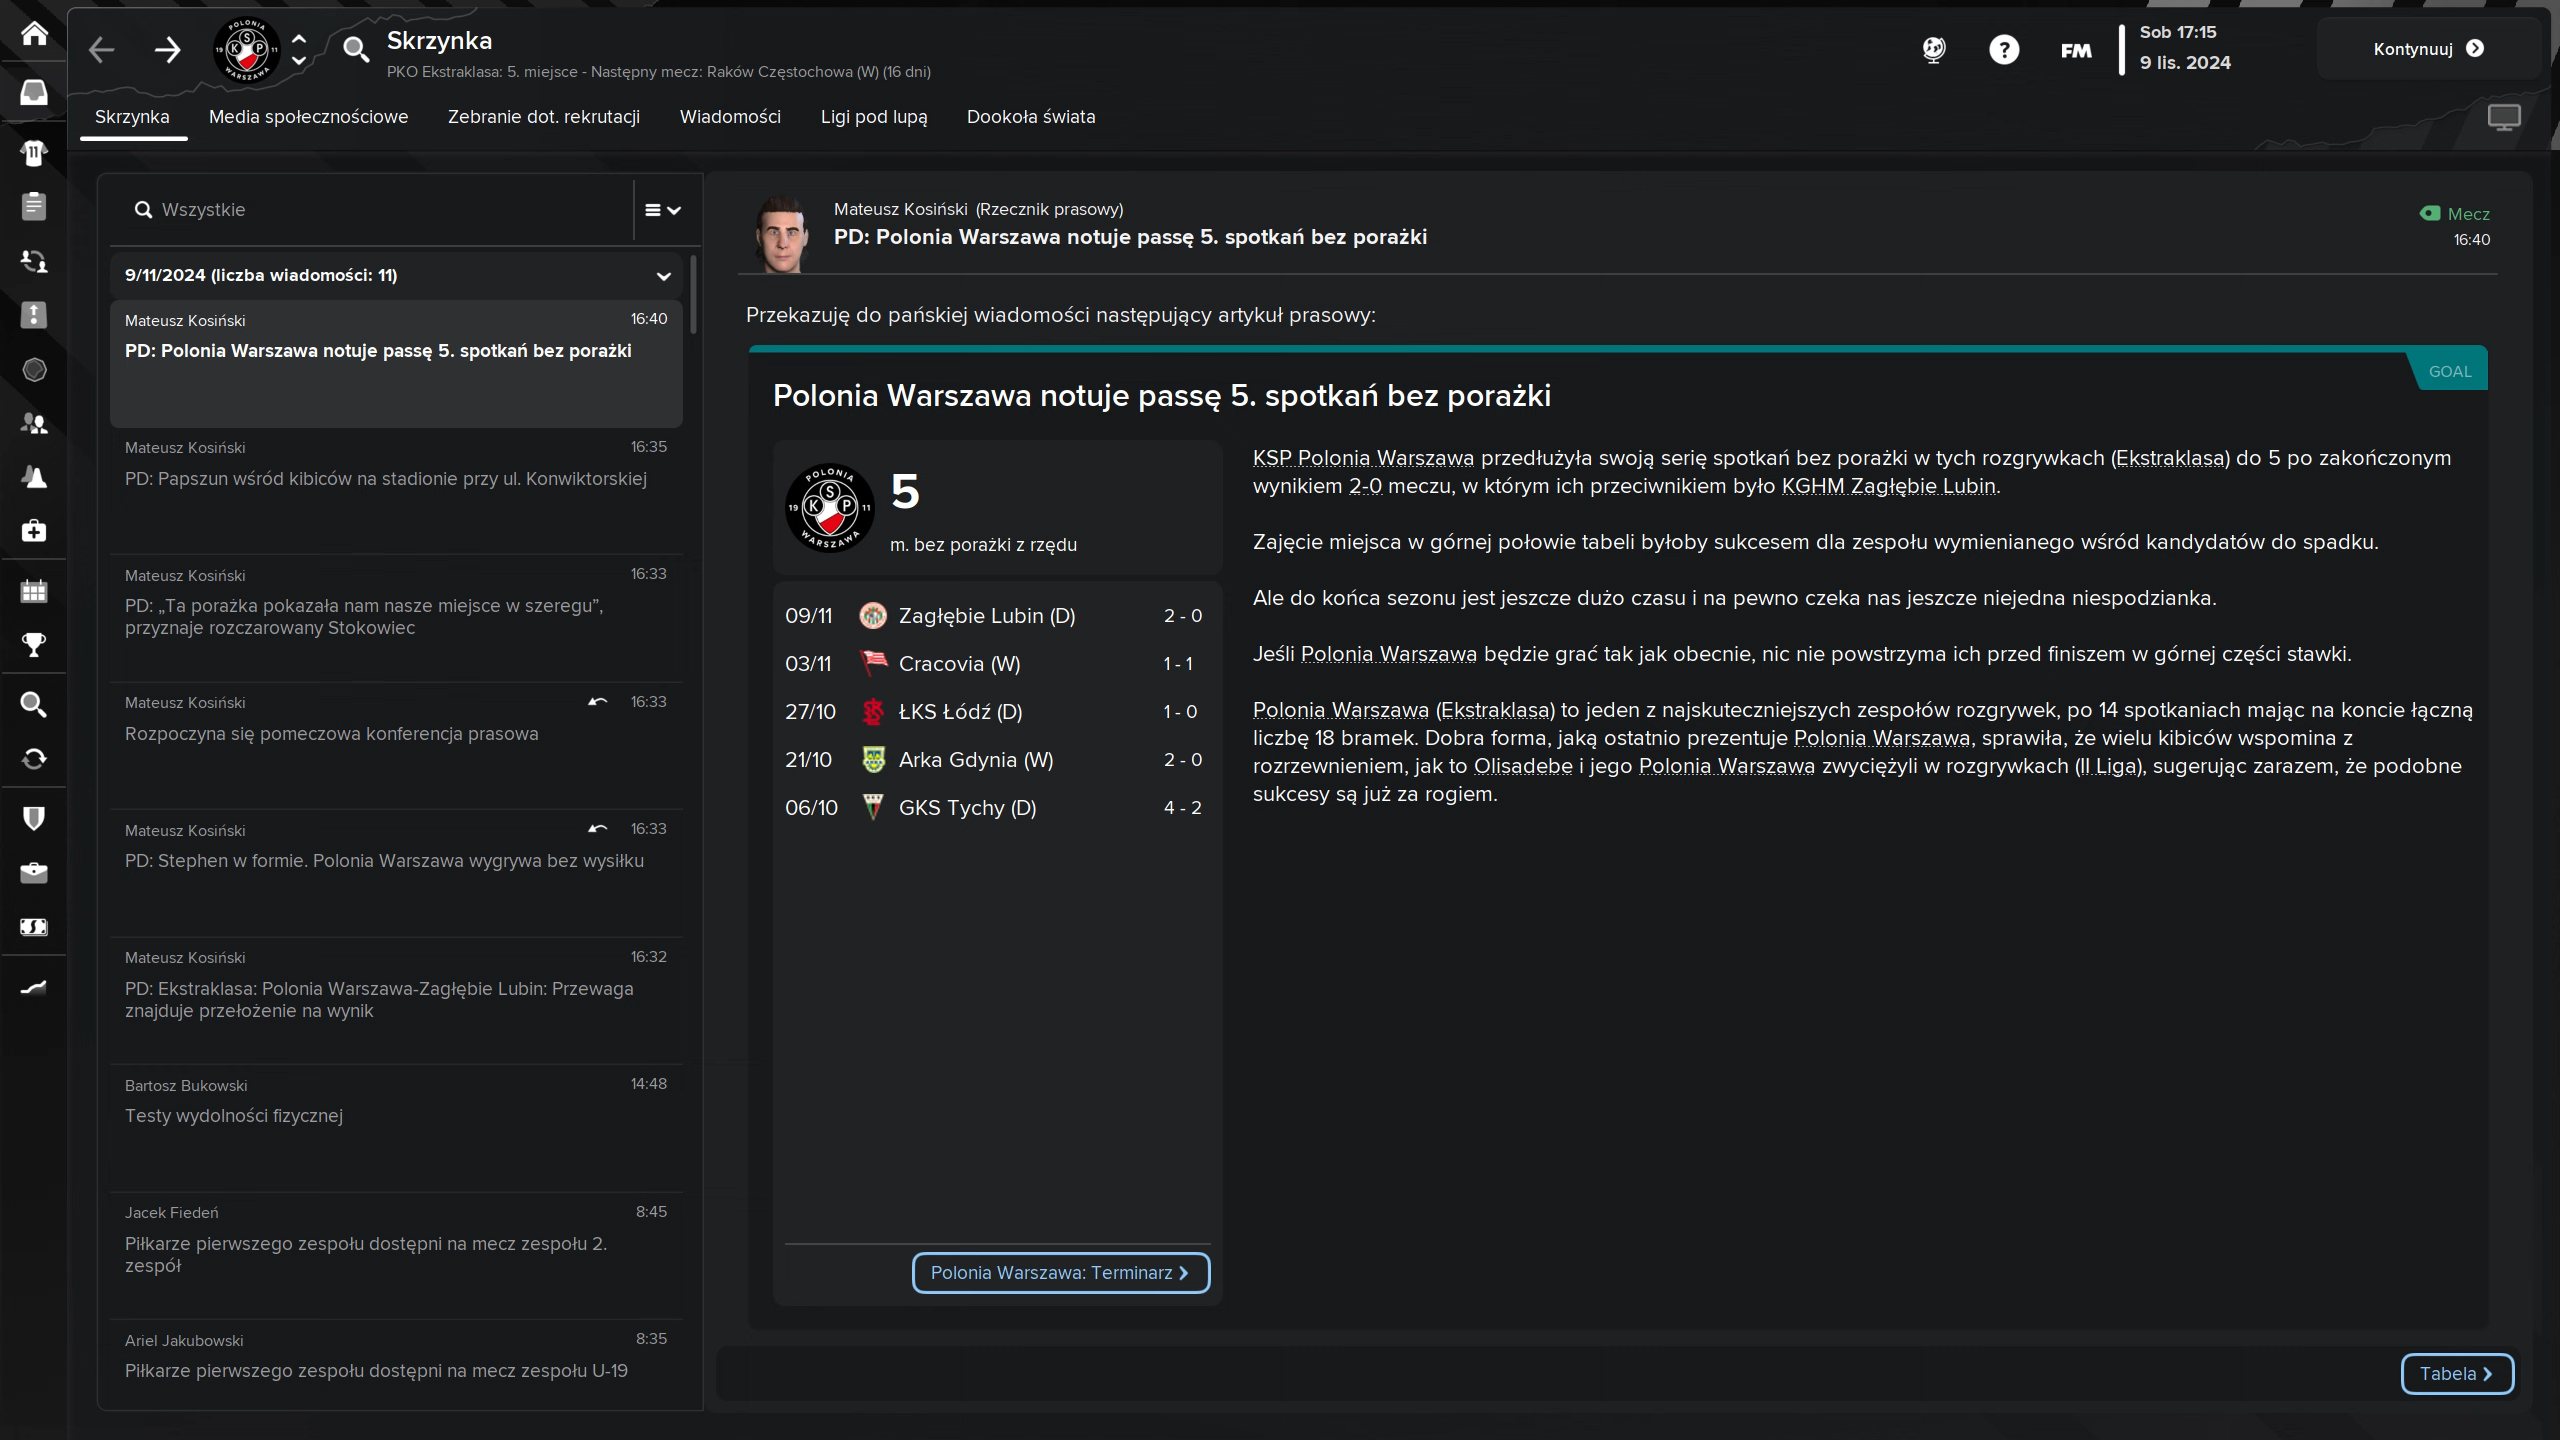 Skrzynka
PKO Ekstraklasa: 5. miejsce - Następny mecz: Raków Częstochowa (W) (16 dni)
FM
Sob 17:15
9 lis. 2024
Kontynuuj
Skrzynka
Media społecznościowe
Zebranie dot. rekrutacji
Wiadomości
Ligi pod lupą
Dookoła świata
Wszystkie
9/11/2024 (liczba wiadomości: 11)
Mateusz Kosiński 16:40
PD: Polonia Warszawa notuje passę 5. spotkań bez porażki
Mateusz Kosiński 16:35
PD: Papszun wśród kibiców na stadionie przy ul. Konwiktorskiej
Mateusz Kosiński 16:33
PD: „Ta porażka pokazała nam nasze miejsce w szeregu”,
przyznaje rozczarowany Stokowiec
Mateusz Kosiński 16:33
Rozpoczyna się pomeczowa konferencja prasowa
Mateusz Kosiński 16:33
PD: Stephen w formie. Polonia Warszawa wygrywa bez wysiłku
Mateusz Kosiński 16:32
PD: Ekstraklasa: Polonia Warszawa-Zagłębie Lubin: Przewaga
znajduje przełożenie na wynik
Bartosz Bukowski 14:48
Testy wydolności fizycznej
Jacek Fiedeń 8:45
Piłkarze pierwszego zespołu dostępni na mecz zespołu 2.
zespół
Ariel Jakubowski 8:35
Piłkarze pierwszego zespołu dostępni na mecz zespołu U-19
Mateusz Kosiński (Rzecznik prasowy)
PD: Polonia Warszawa notuje passę 5. spotkań bez porażki
Mecz
16:40
Przekazuję do pańskiej wiadomości następujący artykuł prasowy:
GOAL
Polonia Warszawa notuje passę 5. spotkań bez porażki
POLONIA
19 KSP 11
WARSZAWA
5
m. bez porażki z rzędu
09/11 Zagłębie Lubin (D) 2 - 0
03/11 Cracovia (W) 1 - 1
27/10 ŁKS Łódź (D) 1 - 0
21/10 Arka Gdynia (W) 2 - 0
06/10 GKS Tychy (D) 4 - 2
Polonia Warszawa: Terminarz
KSP Polonia Warszawa przedłużyła swoją serię spotkań bez porażki w tych rozgrywkach (Ekstraklasa) do 5 po zakończonym
wynikiem 2-0 meczu, w którym ich przeciwnikiem było KGHM Zagłębie Lubin.
Zajęcie miejsca w górnej połowie tabeli byłoby sukcesem dla zespołu wymienianego wśród kandydatów do spadku.
Ale do końca sezonu jest jeszcze dużo czasu i na pewno czeka nas jeszcze niejedna niespodzianka.
Jeśli Polonia Warszawa będzie grać tak jak obecnie, nic nie powstrzyma ich przed finiszem w górnej części stawki.
Polonia Warszawa (Ekstraklasa) to jeden z najskuteczniejszych zespołów rozgrywek, po 14 spotkaniach mając na koncie łączną
liczbę 18 bramek. Dobra forma, jaką ostatnio prezentuje Polonia Warszawa, sprawiła, że wielu kibiców wspomina z
rozrzewnieniem, jak to Olisadebe i jego Polonia Warszawa zwyciężyli w rozgrywkach (II Liga), sugerując zarazem, że podobne
sukcesy są już za rogiem.
Tabela